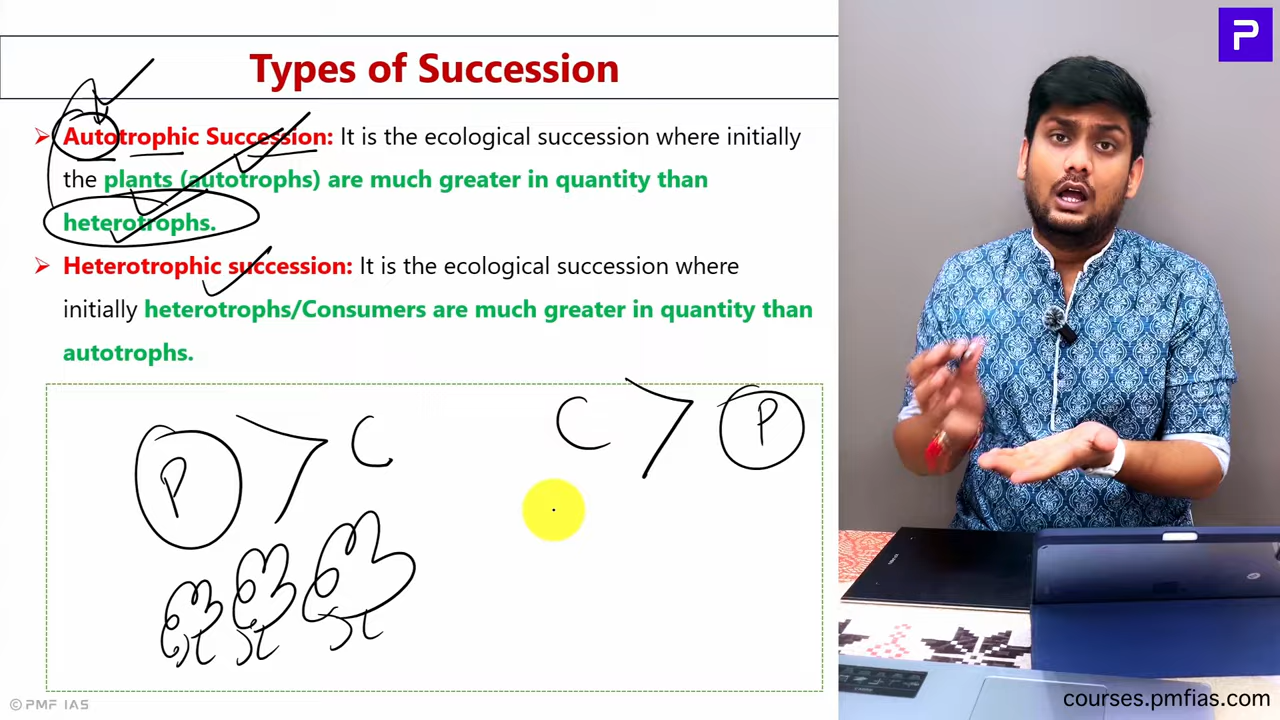 P
Types of Succession
➢ Autotrophic Succession: It is the ecological succession where initially
the plants (autotrophs) are much greater in quantity than
heterotrophs.
➢ Heterotrophic succession: It is the ecological succession where
initially heterotrophs/Consumers are much greater in quantity than
autotrophs.
P > C
C > P
© PMF IAS
courses.pmfias.com